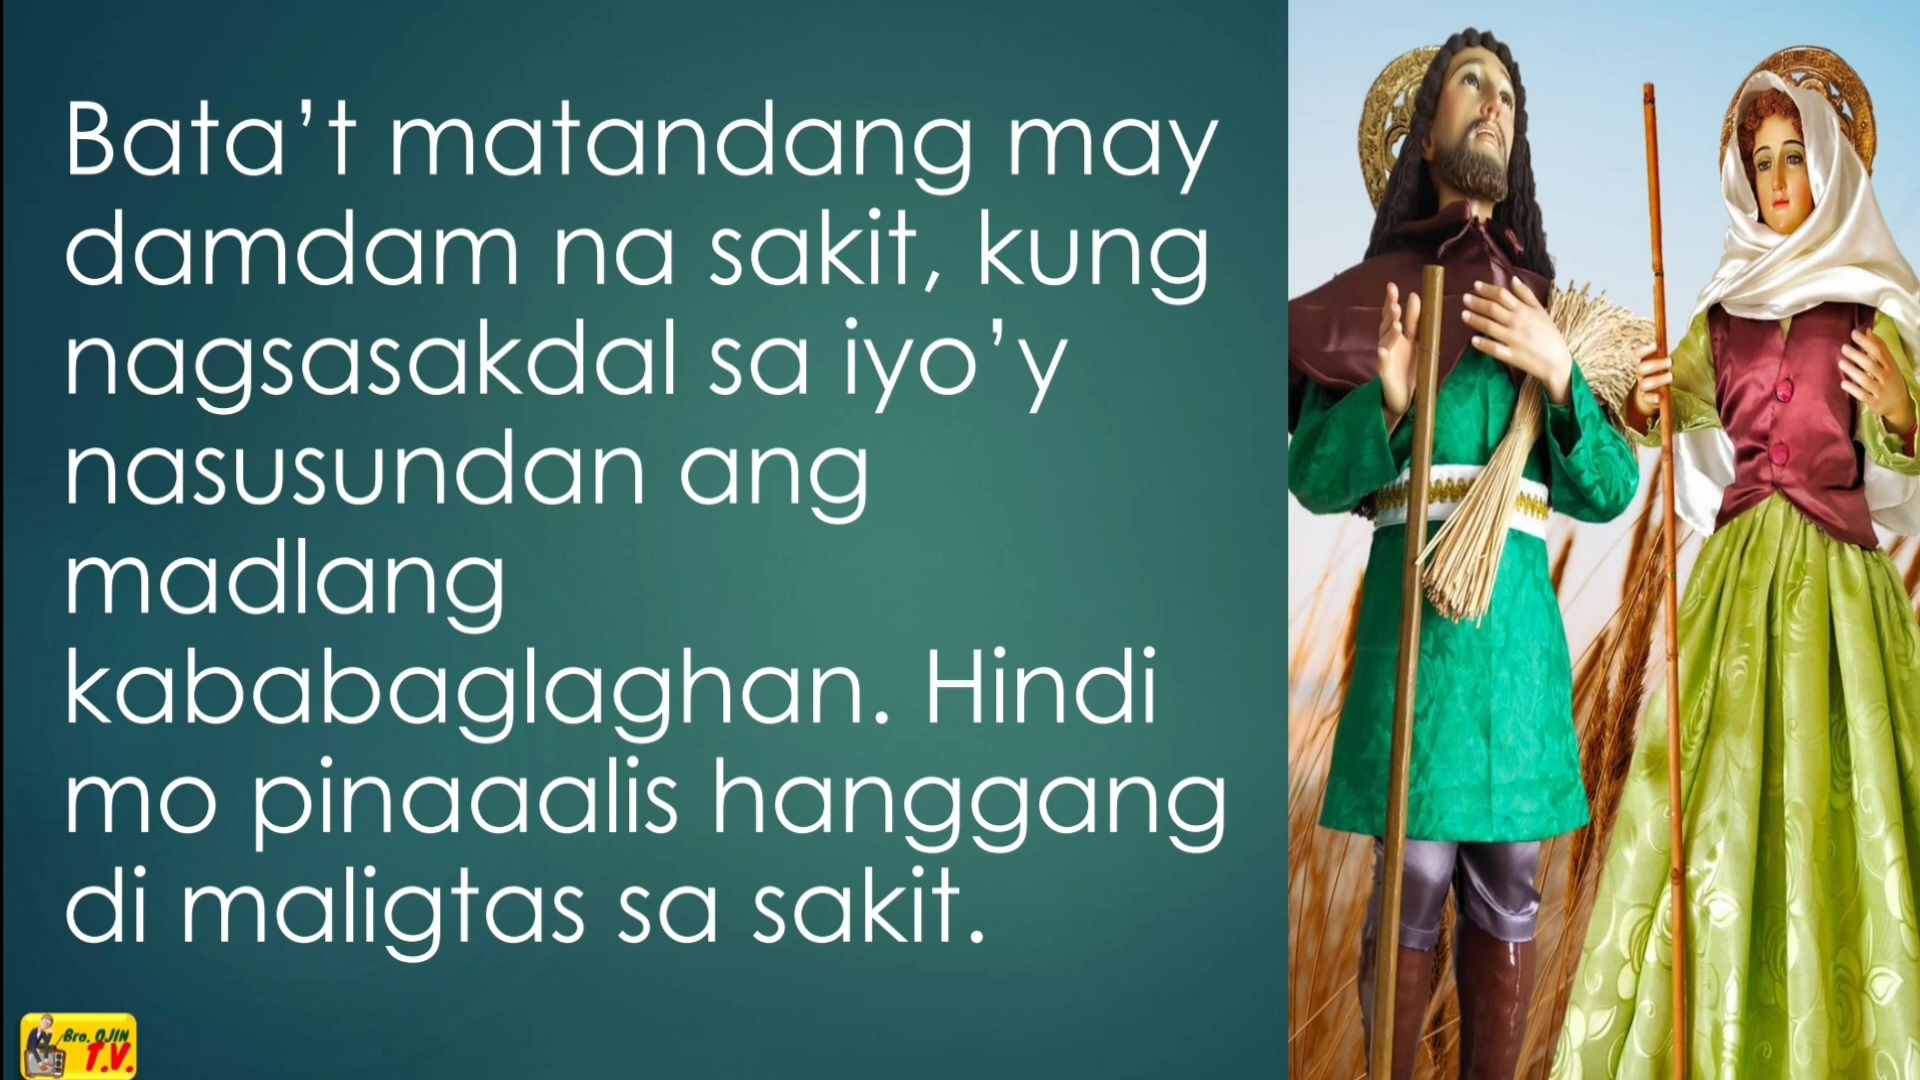 Bata’t matandang may
damdam na sakit, kung
nagsasakdal sa iyo’y
nasusundan ang
madlang
kababaglaghan. Hindi
mo pinaaalis hanggang
di maligtas sa sakit.
Bro. OJIN
T.V.